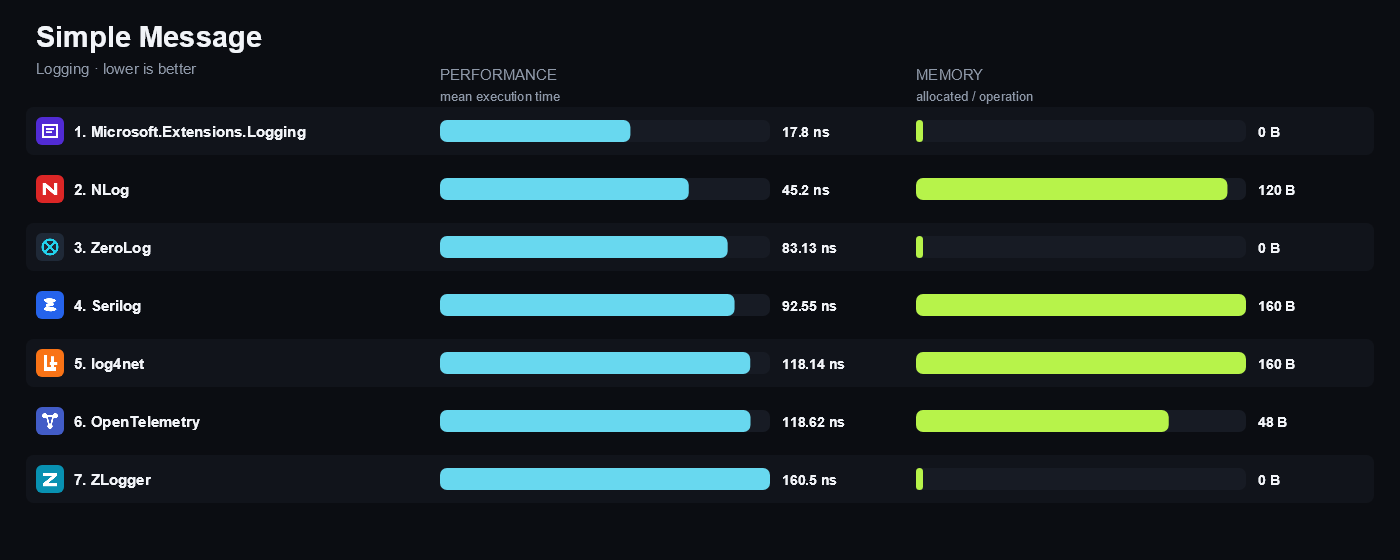 Simple Message
Logging · lower is better
PERFORMANCE
mean execution time
MEMORY
allocated / operation
1. Microsoft.Extensions.Logging 17.8 ns 0 B
2. NLog 45.2 ns 120 B
3. ZeroLog 83.13 ns 0 B
4. Serilog 92.55 ns 160 B
5. log4net 118.14 ns 160 B
6. OpenTelemetry 118.62 ns 48 B
7. ZLogger 160.5 ns 0 B